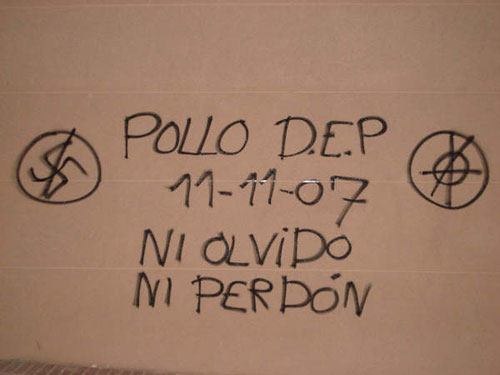 POLLO D.E.P
11-11-07
NI OLVIDO
NI PERDÓN